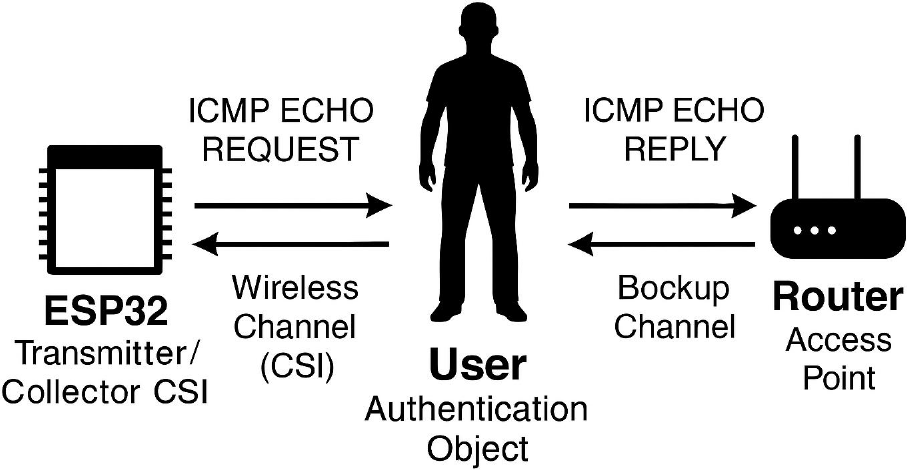 ICMP ECHO
REQUEST
ICMP ECHO
REPLY
ESP32
Transmitter/
Collector CSI
Wireless
Channel
(CSI)
User
Authentication
Object
Bockup
Channel
Router
Access
Point